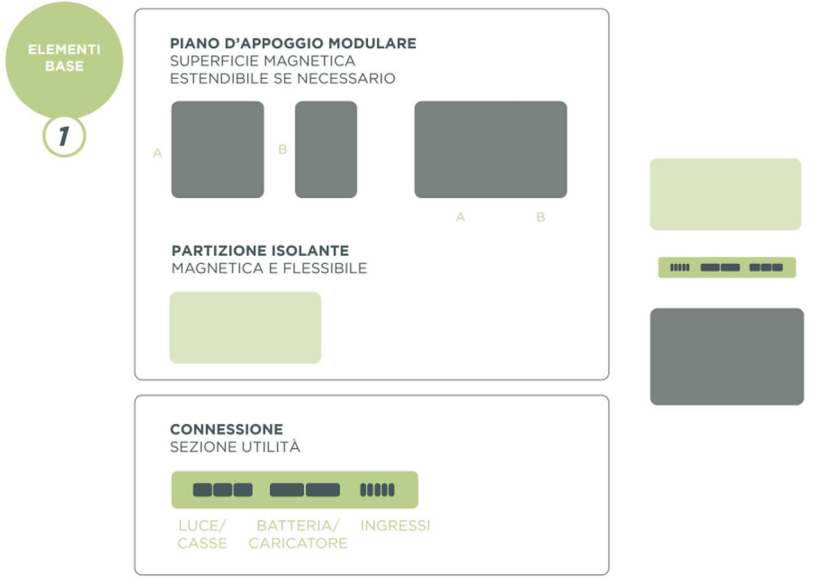 ELEMENTI
BASE
1
PIANO D'APPOGGIO MODULARE
SUPERFICIE MAGNETICA
ESTENDIBILE SE NECESSARIO
A
B
A B
PARTIZIONE ISOLANTE
MAGNETICA E FLESSIBILE
CONNESSIONE
SEZIONE UTILITÀ
LUCE/ BATTERIA/ INGRESSI
CASSE CARICATORE